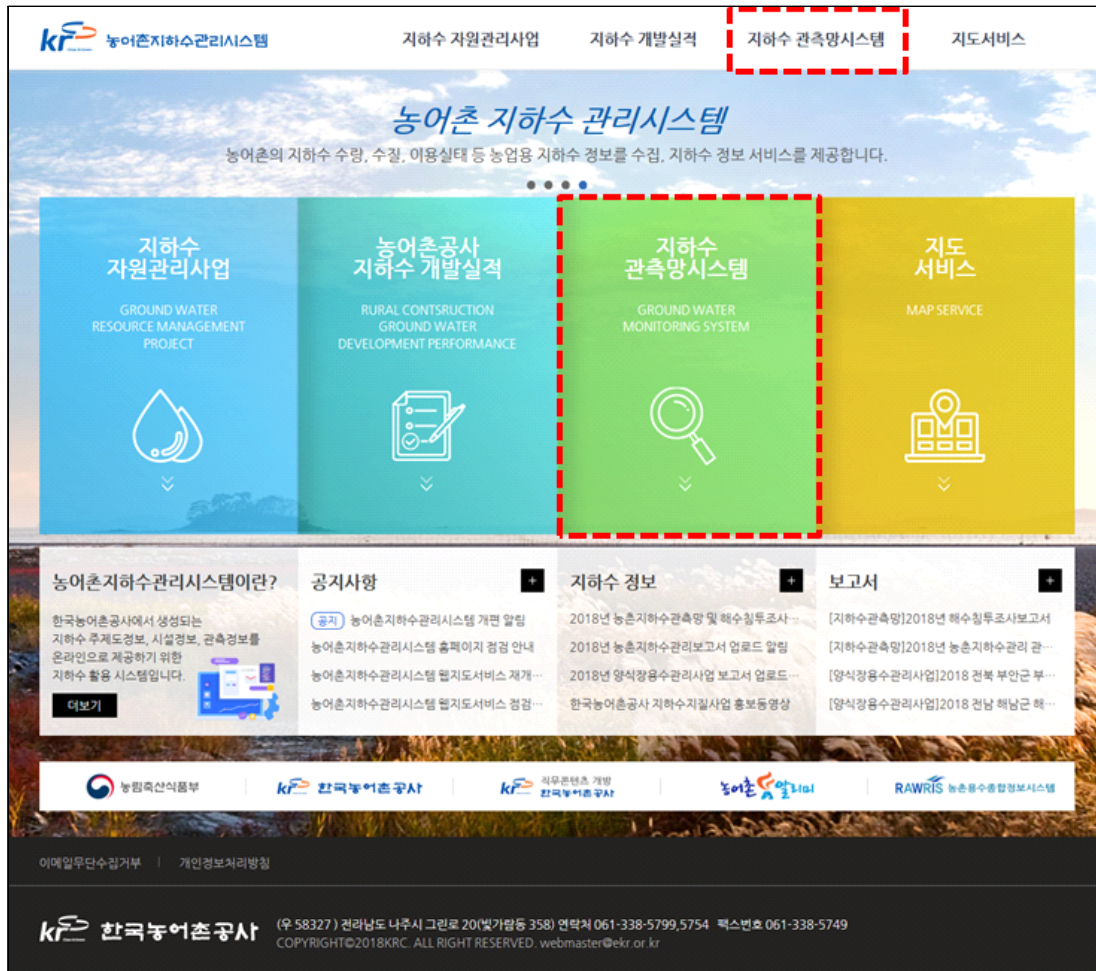 kr 농어촌지하수관리시스템
지하수 자원관리사업 지하수 개발실적 지하수 관측망시스템 지도서비스
농어촌 지하수 관리시스템
농어촌의 지하수 수량, 수질, 이용실태 등 농업용 지하수 정보를 수집, 지하수 정보 서비스를 제공합니다.
지하수
자원관리사업
GROUND WATER
RESOURCE MANAGEMENT
PROJECT
농어촌공사
지하수 개발실적
RURAL CONTSRUCTION
GROUND WATER
DEVELOPMENT PERFORMANCE
지하수
관측망시스템
GROUND WATER
MONITORING SYSTEM
지도
서비스
MAP SERVICE
농어촌지하수관리시스템이란?
한국농어촌공사에서 생성되는
지하수 주제도정보, 시설정보, 관측정보를
온라인으로 제공하기 위한
지하수 활용 시스템입니다.
더보기
공지사항 +
공지 농어촌지하수관리시스템 개편 알림
농어촌지하수관리시스템 홈페이지 점검 안내
농어촌지하수관리시스템 웹지도서비스 재개…
농어촌지하수관리시스템 웹지도서비스 점검…
지하수 정보 +
2018년 농촌지하수관측망 및 해수침투조사…
2018년 농촌지하수관리보고서 업로드 알림
2018년 양식장용수관리사업 보고서 업로드…
한국농어촌공사 지하수지질사업 홍보동영상
보고서 +
[지하수관측망]2018년 해수침투조사보고서
[지하수관측망]2018년 농촌지하수관리 관…
[양식장용수관리사업]2018 전북 부안군 부…
[양식장용수관리사업]2018 전남 해남군 해…
농림축산식품부
kr 한국농어촌공사
kr 직무콘텐츠 개발
한국농어촌공사
농어촌 알리미
RAWRIS 농촌용수종합정보시스템
이메일무단수집거부 | 개인정보처리방침
kr 한국농어촌공사
(우 58327 ) 전라남도 나주시 그린로 20(빛가람동 358) 연락처 061-338-5799,5754 팩스번호 061-338-5749
COPYRIGHT©2018KRC. ALL RIGHT RESERVED. webmaster@ekr.or.kr